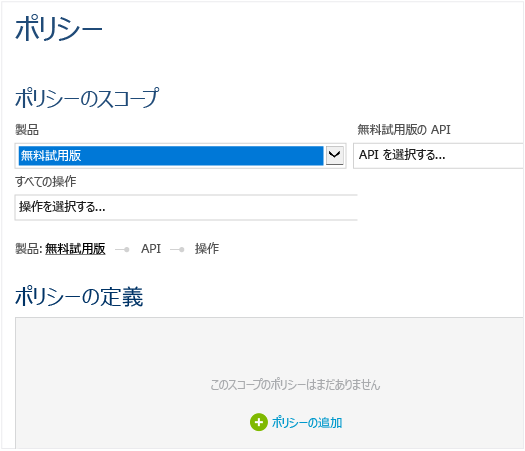 ポリシー
ポリシーのスコープ
製品
無料試用版の API
無料試用版
API を選択する...
すべての操作
操作を選択する...
製品: 無料試用版 API 操作
ポリシーの定義
このスコープのポリシーはまだありません
ポリシーの追加